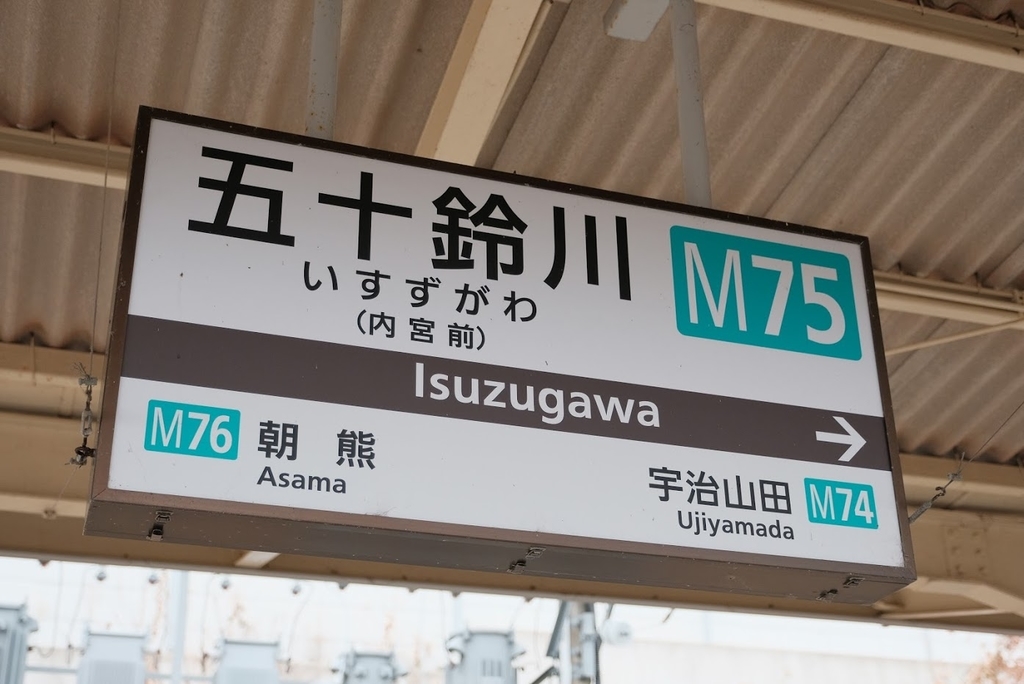 五十鈴川
いすずがわ
(内宮前)
M75
Isuzugawa
→
M76 朝熊
Asama
宇治山田 M74
Ujiyamada